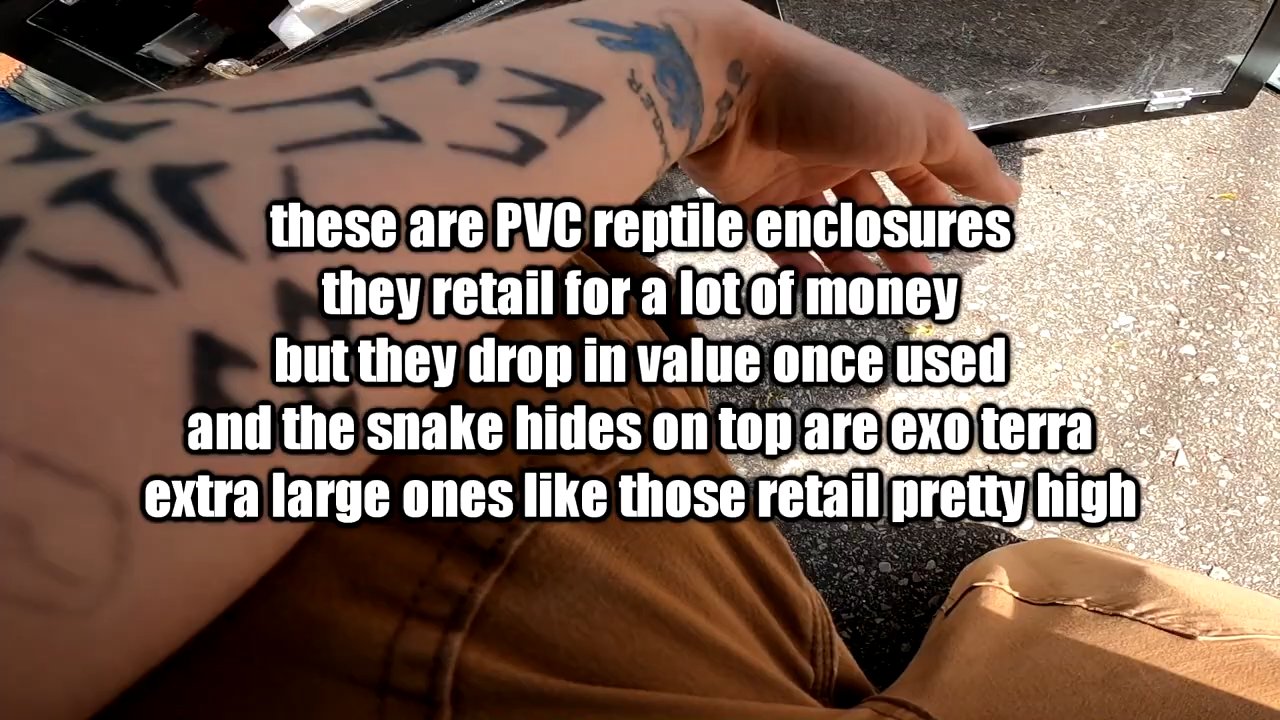 these are PVC reptile enclosures
they retail for a lot of money
but they drop in value once used
and the snake hides on top are exo terra
extra large ones like those retail pretty high